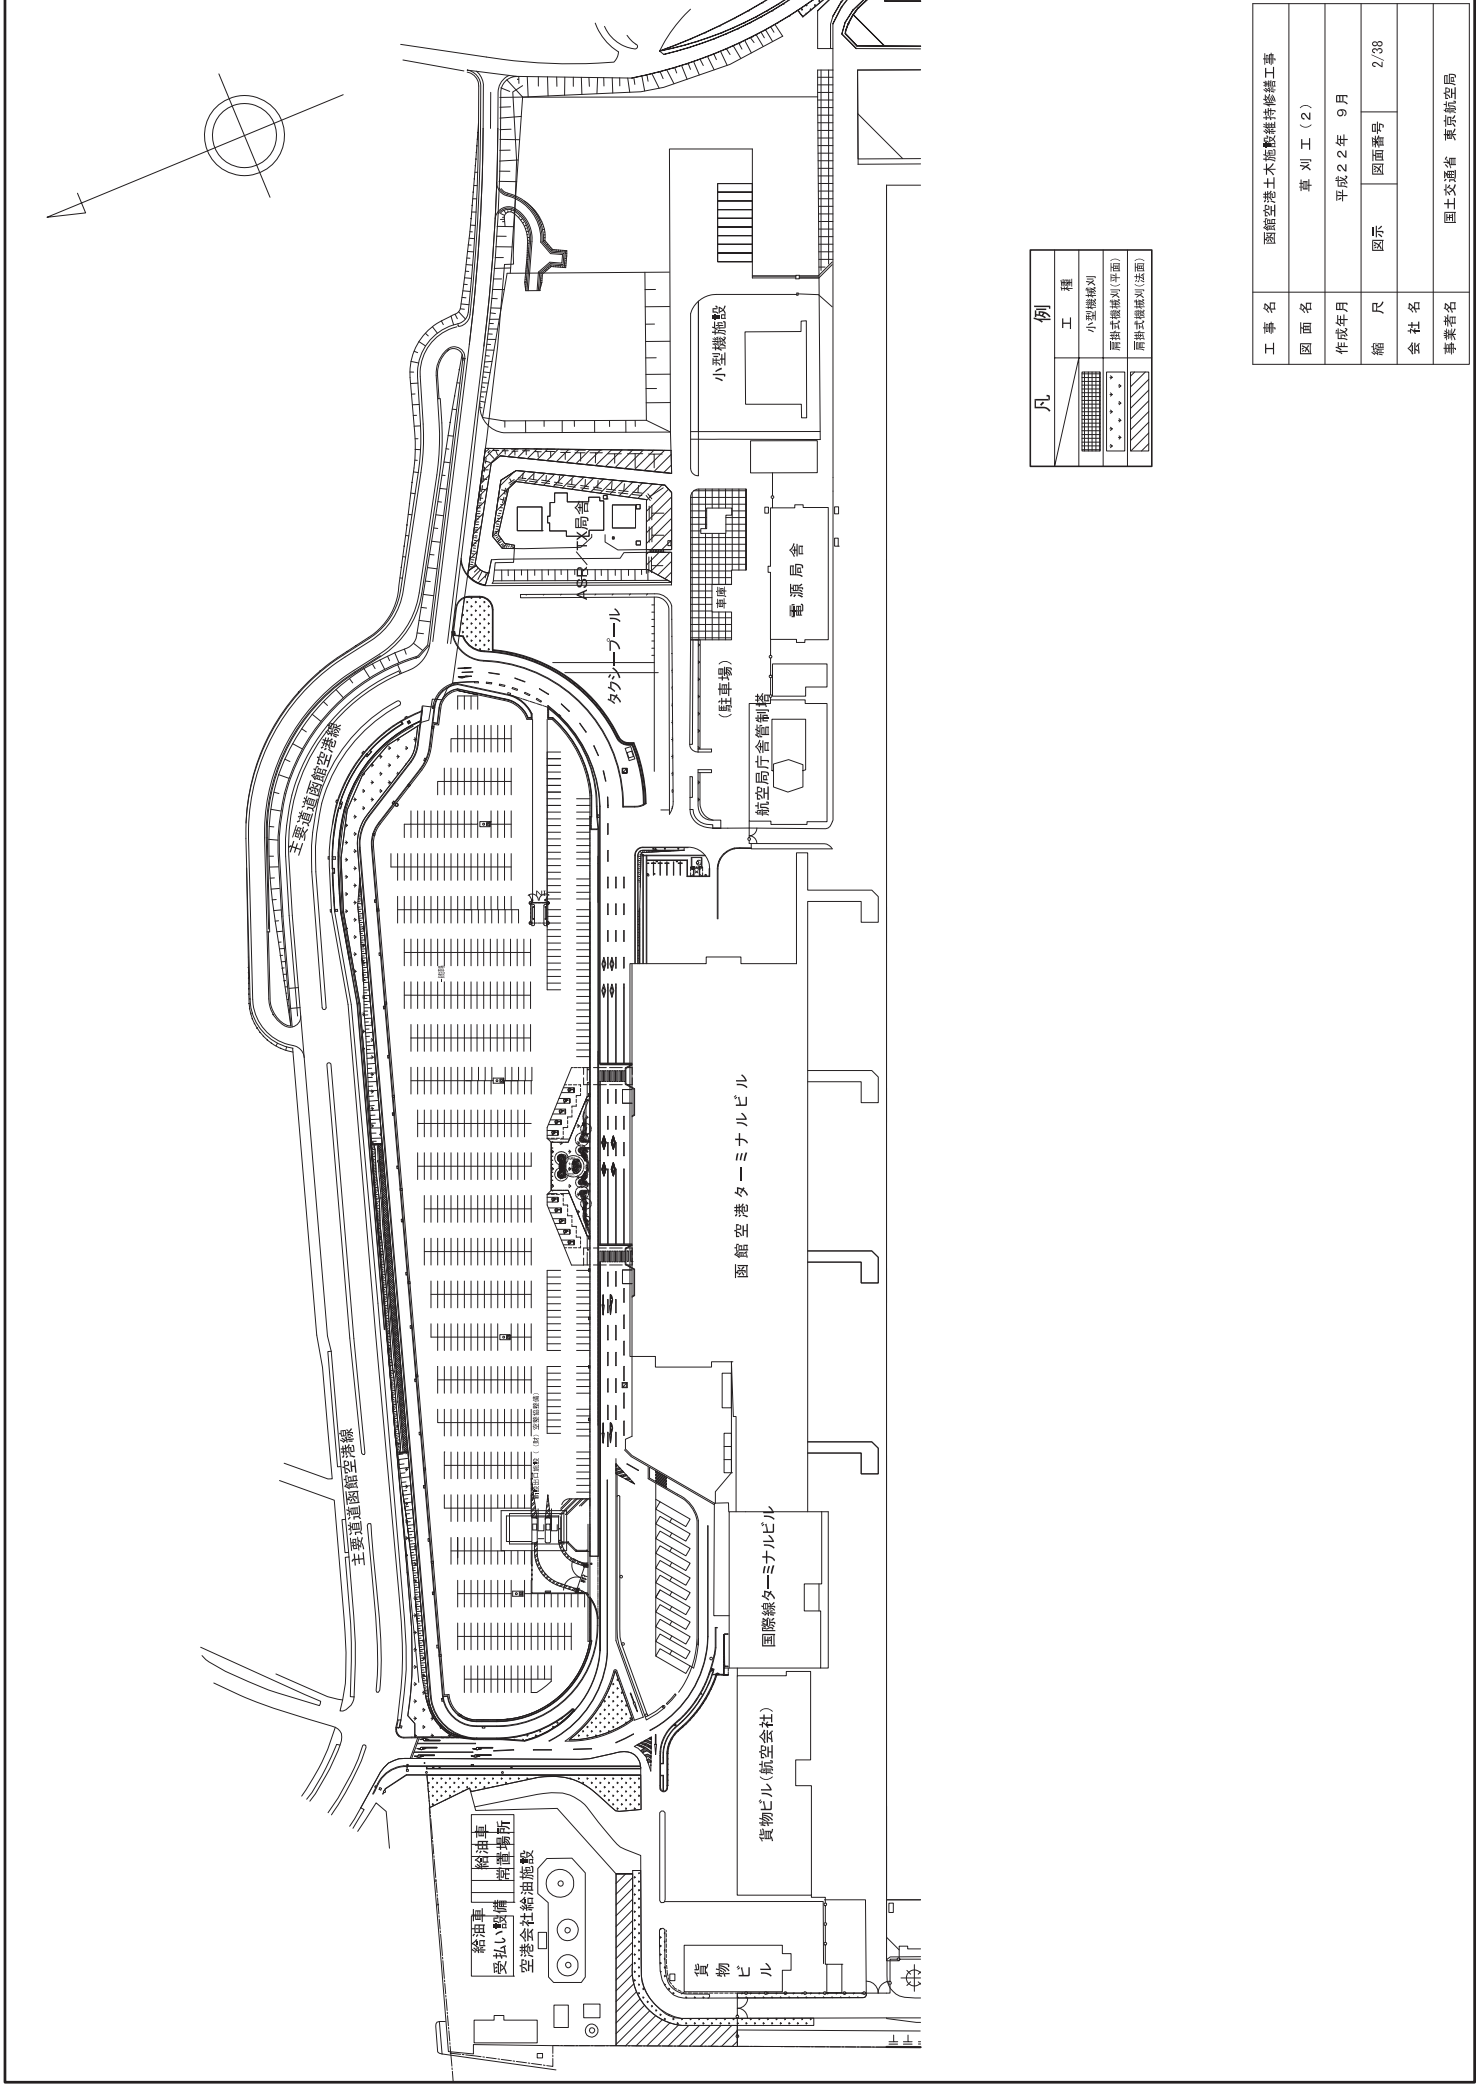 工 事 名 函館空港土木施設維持修繕工事
図 面 名 草 刈 工 (2)
作成年月 平成22年 9月
縮 尺 図示 図面番号 2/38
会 社 名
事業者名 国土交通省 東京航空局
凡 例
工 種
小型機械刈
肩掛式機械刈(平面)
肩掛式機械刈(法面)
小型機施設
ASR/TX局舎
車庫
電 源 局 舎
タクシープール
(駐車場)
航空局庁舎管制塔
主要道道函館空港線
函 館 空 港 タ ー ミ ナ ル ビ ル
主要道道函館空港線
国際線ターミナルビル
貨物ビル(航空会社)
給油車
常置場所
給油車
受払い設備
空港会社給油施設
貨 物
ビ ル